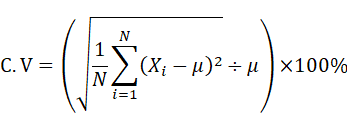 C.V = (√(1/N ∑_{i=1}^{N} (X_i − μ)²) ÷ μ) ×100%